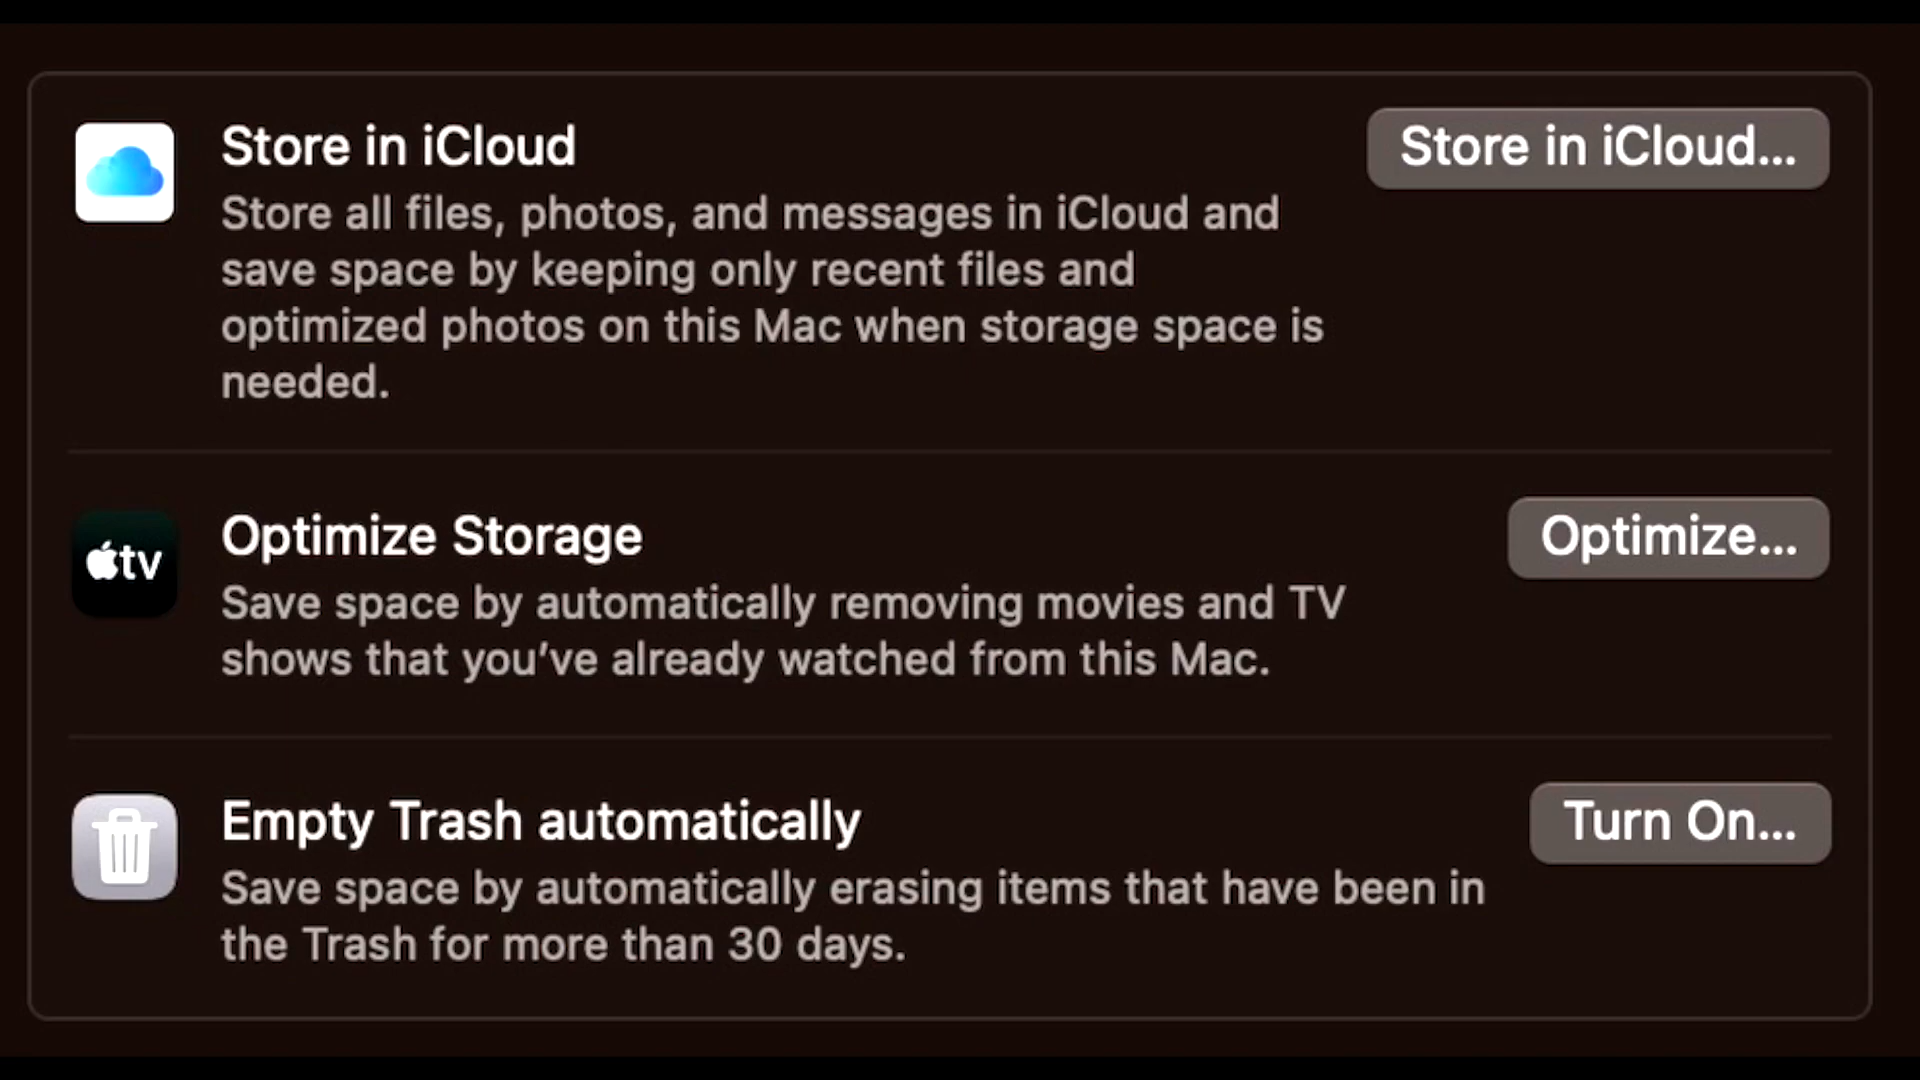 Store in iCloud
Store in iCloud...
Store all files, photos, and messages in iCloud and
save space by keeping only recent files and
optimized photos on this Mac when storage space is
needed.
tv
Optimize Storage
Optimize...
Save space by automatically removing movies and TV
shows that you’ve already watched from this Mac.
Empty Trash automatically
Turn On...
Save space by automatically erasing items that have been in
the Trash for more than 30 days.